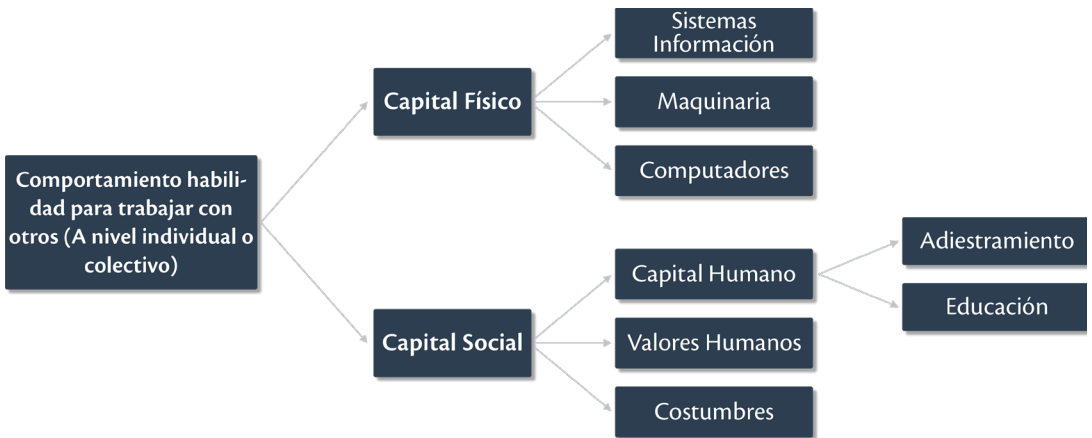 Sistemas
Información
Capital Físico
Maquinaria
Computadores
Comportamiento habili-
dad para trabajar con
otros (A nivel individual o
colectivo)
Capital Social
Capital Humano
Adiestramiento
Educación
Valores Humanos
Costumbres